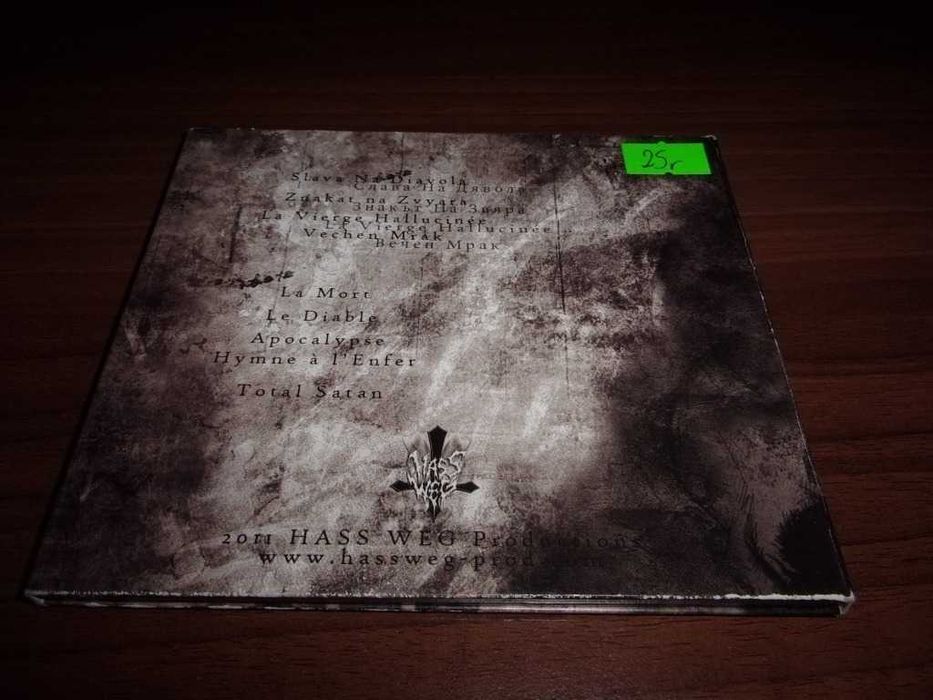 25,
Slava Na Diavola
Слава На Дявола
Znakat na Zvyara
Знакът На Звяра
La Vierge Hallucinée
La Vierge Hallucinée
Vechen Mrak
Вечен Мрак
La Mort
Le Diable
Apocalypse
Hymne à l'Enfer
Total Satan
HASS
WEG
2011 HASS WEG Productions
www.hassweg-prod.com